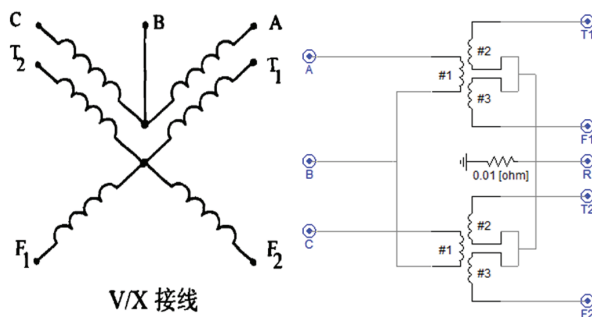 C B A
T2 T1
F1 F2
V/X 接线
A
B
C
#1
#2
#3
#1
#2
#3
0.01 [ohm]
T1
F1
R
T2
F2